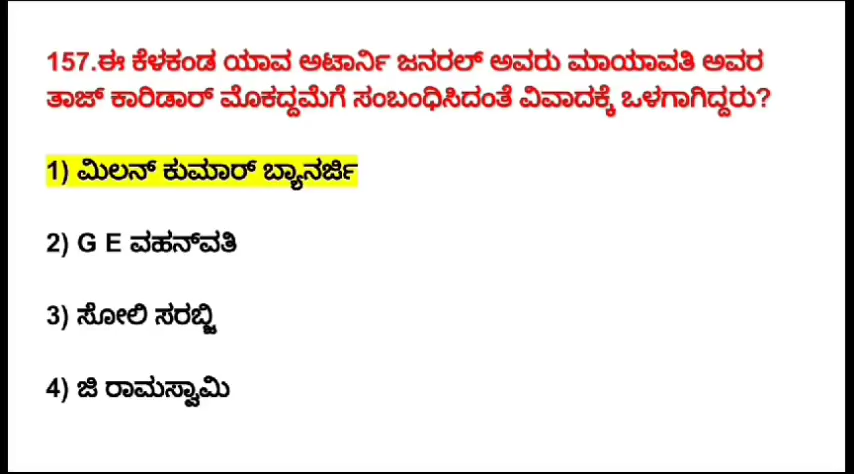 157.ಈ ಕೆಳಕಂಡ ಯಾವ ಅಟಾರ್ನಿ ಜನರಲ್ ಅವರು ಮಾಯಾವತಿ ಅವರ
ತಾಜ್ ಕಾರಿಡಾರ್ ಮೊಕದ್ದಮೆಗೆ ಸಂಬಂಧಿಸಿದಂತೆ ವಿವಾದಕ್ಕೆ ಒಳಗಾಗಿದ್ದರು?
1) ಮಿಲನ್ ಕುಮಾರ್ ಬ್ಯಾನರ್ಜಿ
2) G E ವಹನ್‌ವತಿ
3) ಸೋಲಿ ಸರಬ್ಜಿ
4) ಜಿ ರಾಮಸ್ವಾಮಿ